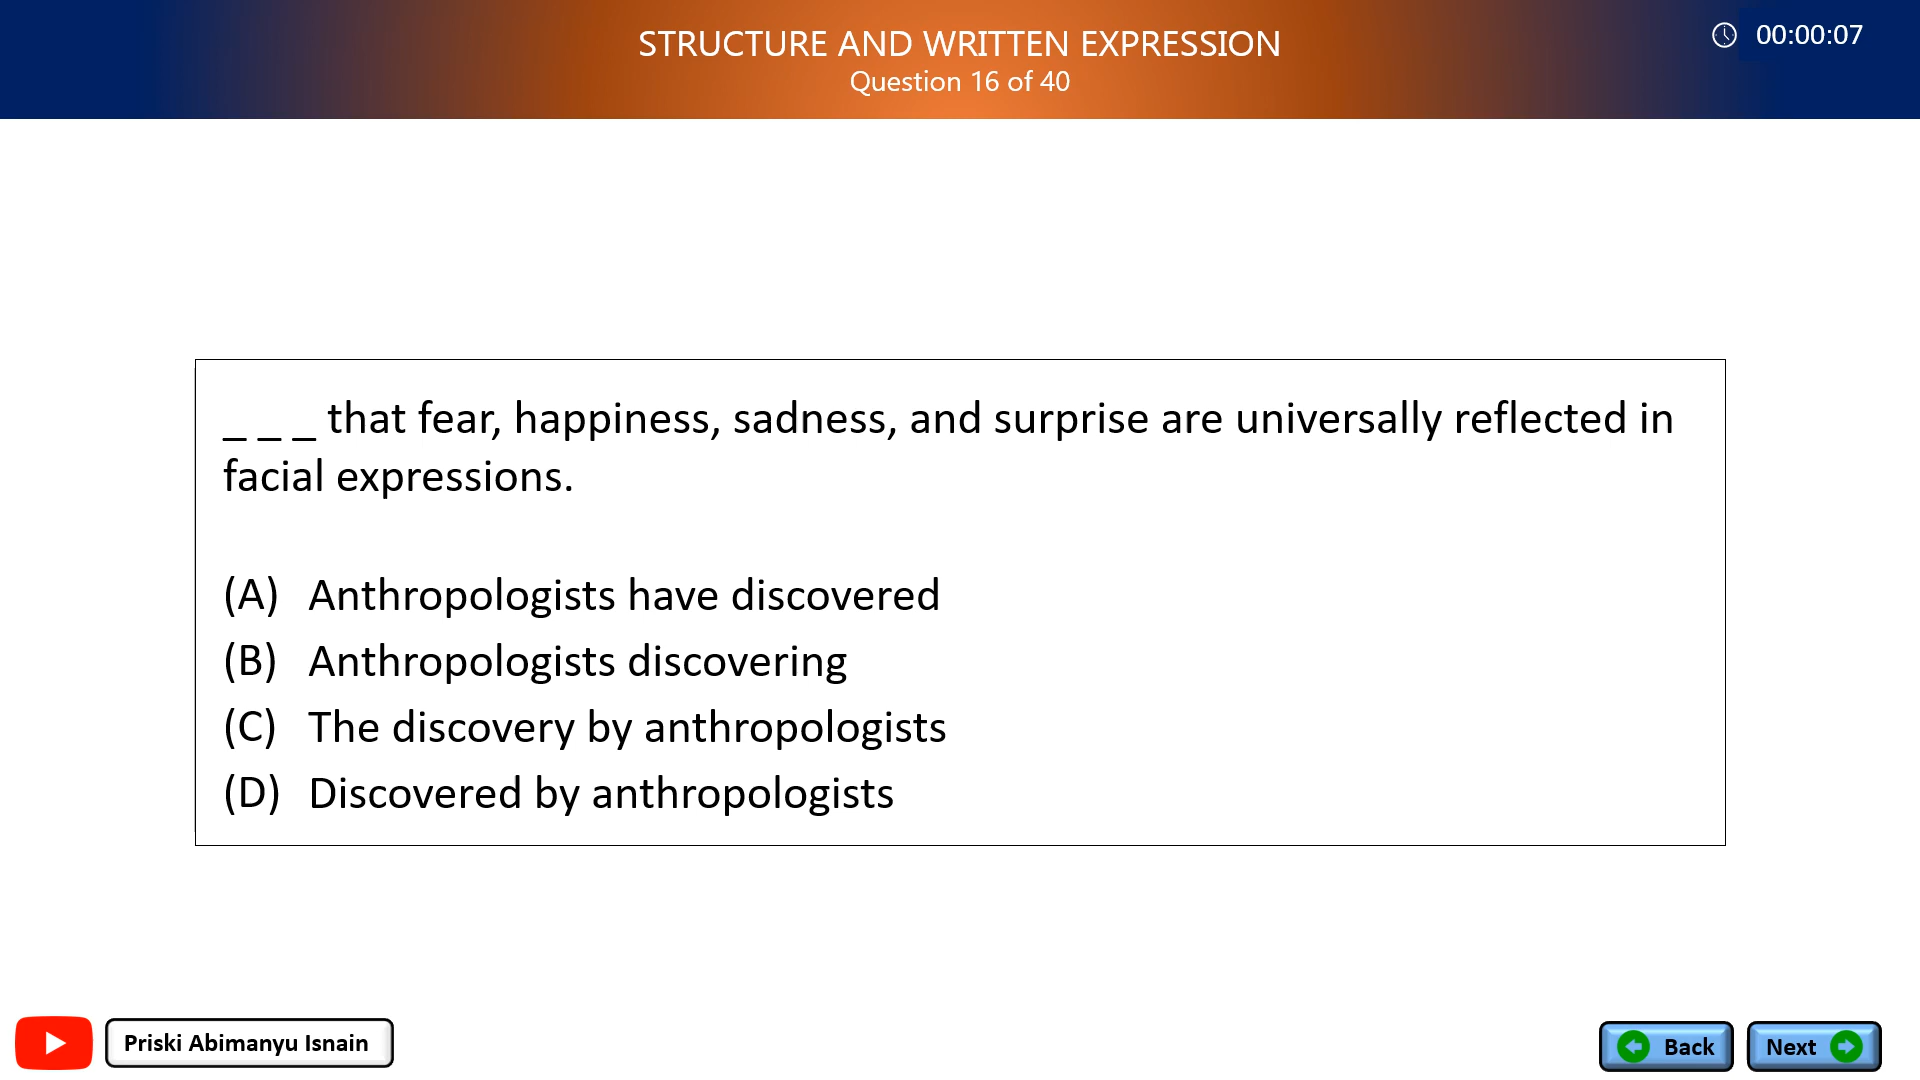 STRUCTURE AND WRITTEN EXPRESSION
Question 16 of 40
00:00:07
_ _ _ that fear, happiness, sadness, and surprise are universally reflected in
facial expressions.
(A) Anthropologists have discovered
(B) Anthropologists discovering
(C) The discovery by anthropologists
(D) Discovered by anthropologists
Priski Abimanyu Isnain
Back
Next